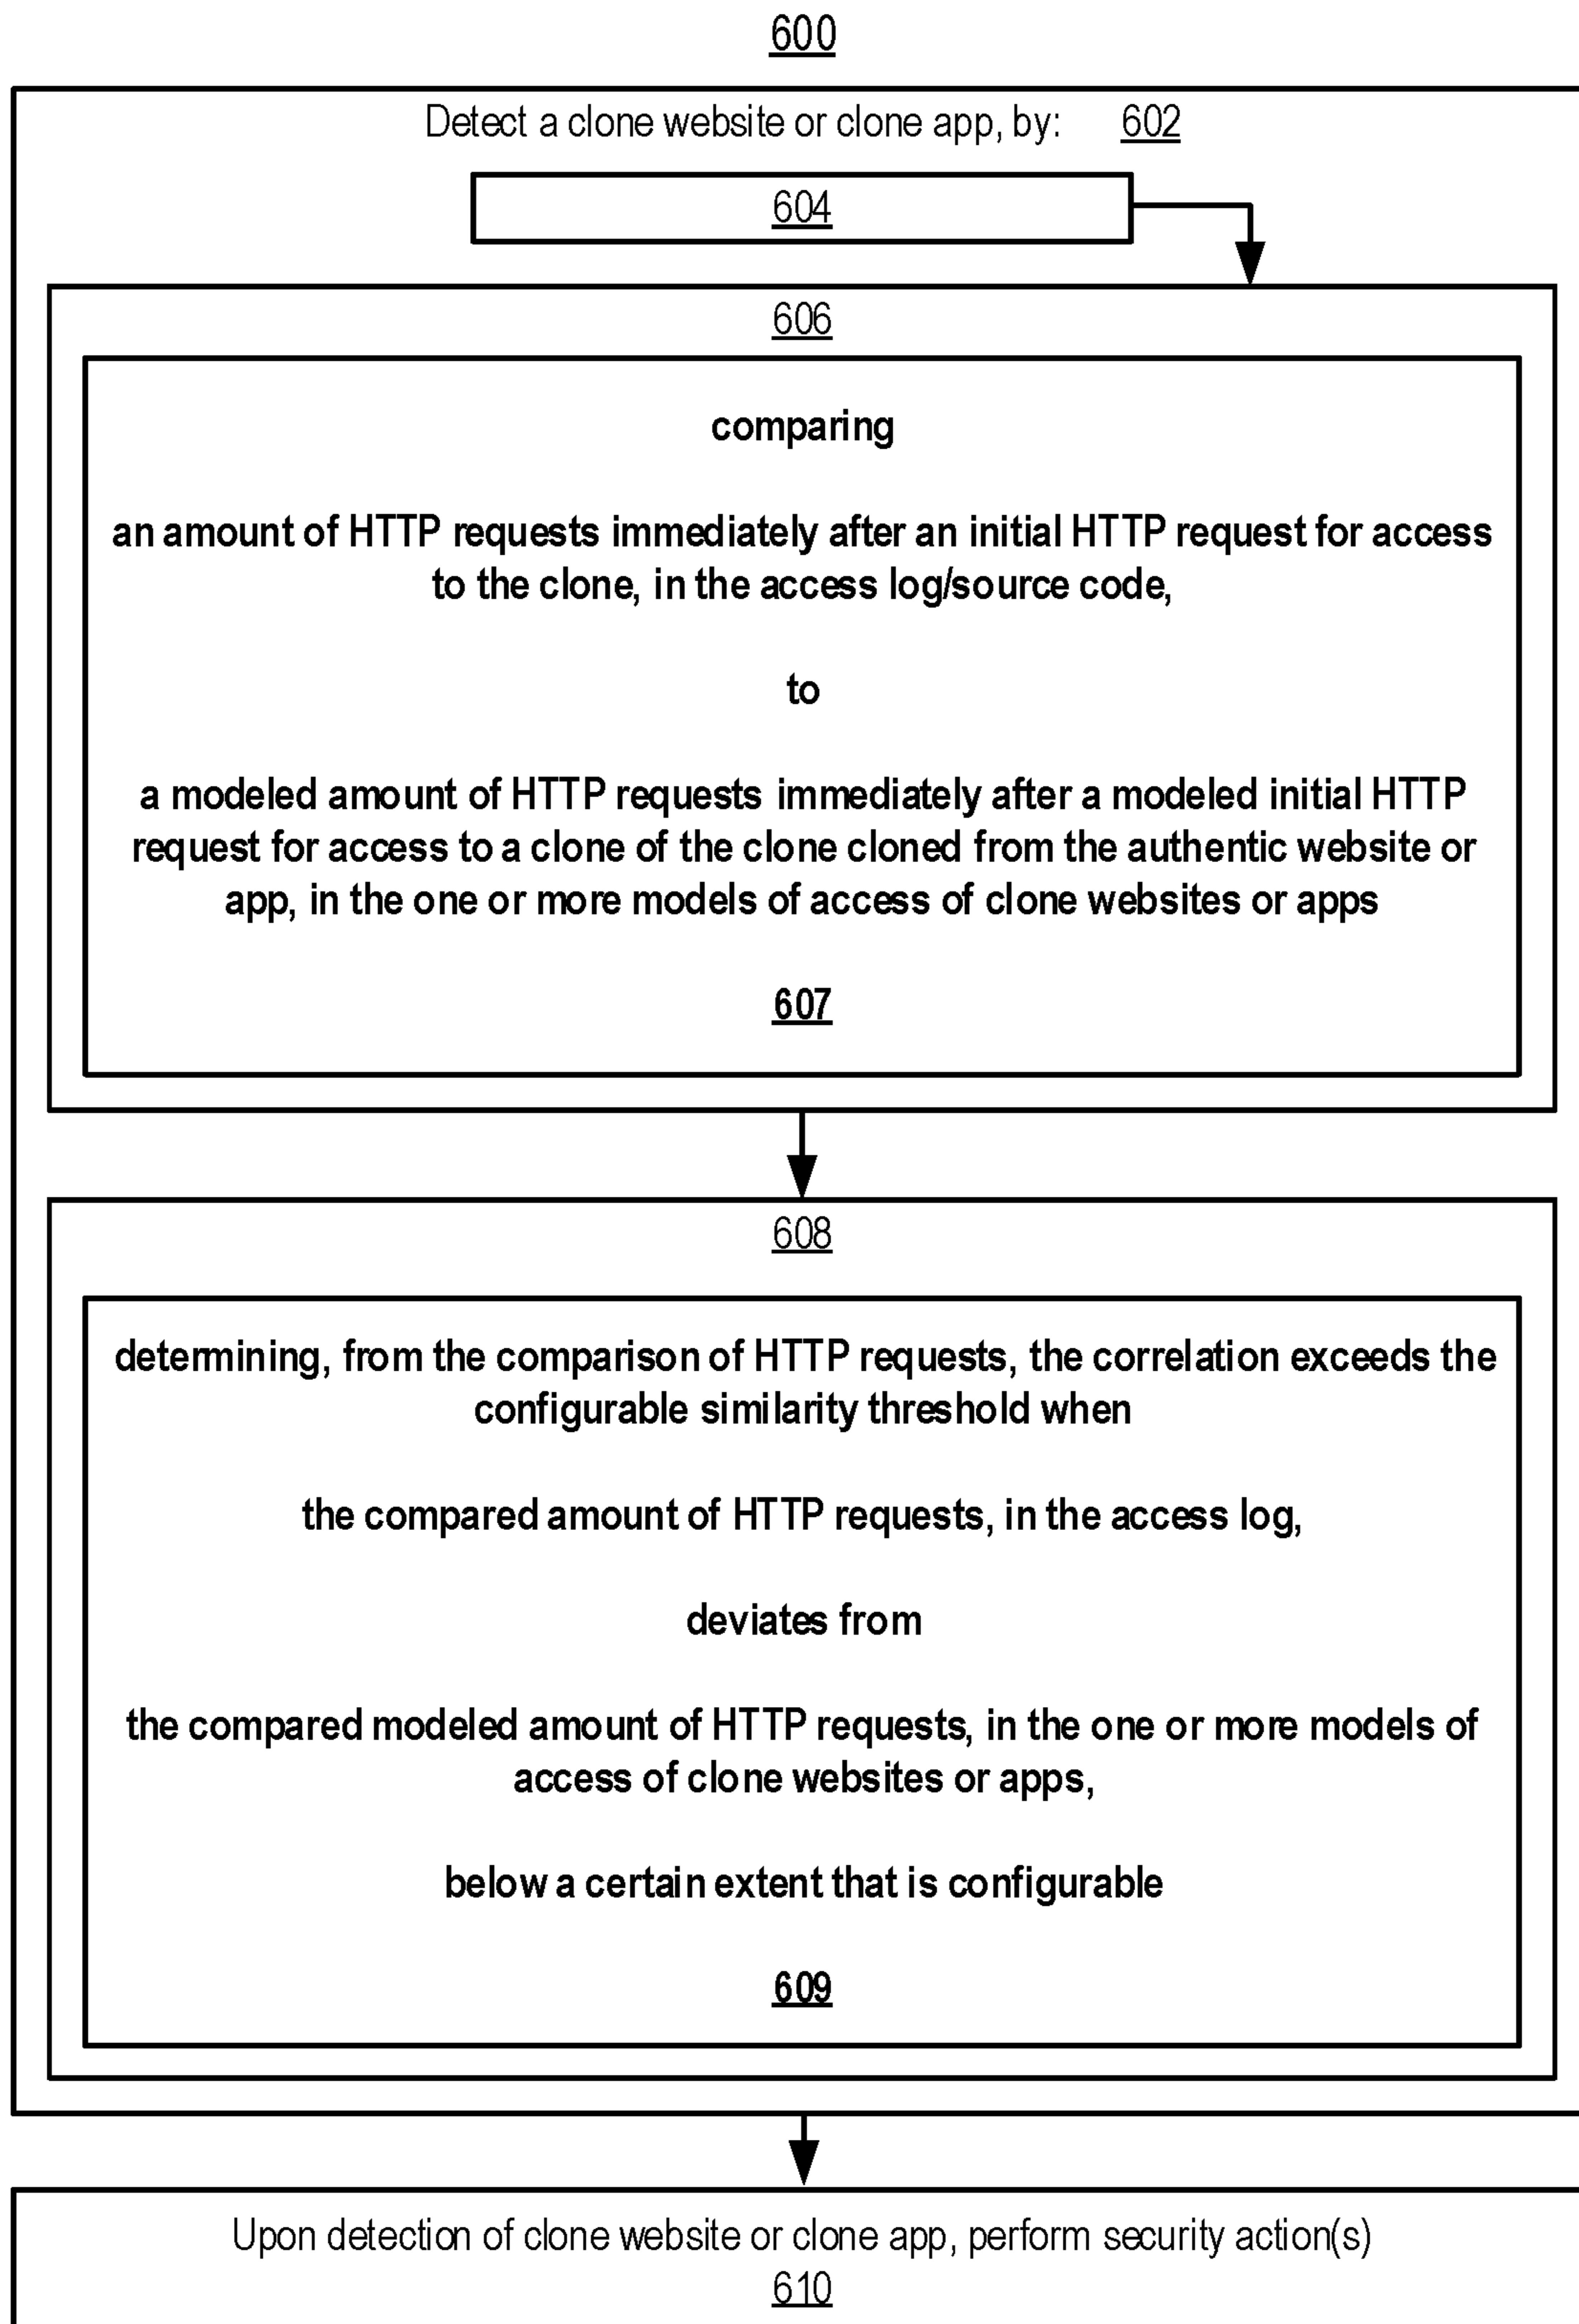 600
Detect a clone website or clone app, by: 602
604
606
comparing
an amount of HTTP requests immediately after an initial HTTP request for access
to the clone, in the access log/source code,
to
a modeled amount of HTTP requests immediately after a modeled initial HTTP
request for access to a clone of the clone cloned from the authentic website or
app, in the one or more models of access of clone websites or apps
607
608
determining, from the comparison of HTTP requests, the correlation exceeds the
configurable similarity threshold when
the compared amount of HTTP requests, in the access log,
deviates from
the compared modeled amount of HTTP requests, in the one or more models of
access of clone websites or apps,
below a certain extent that is configurable
609
Upon detection of clone website or clone app, perform security action(s)
610